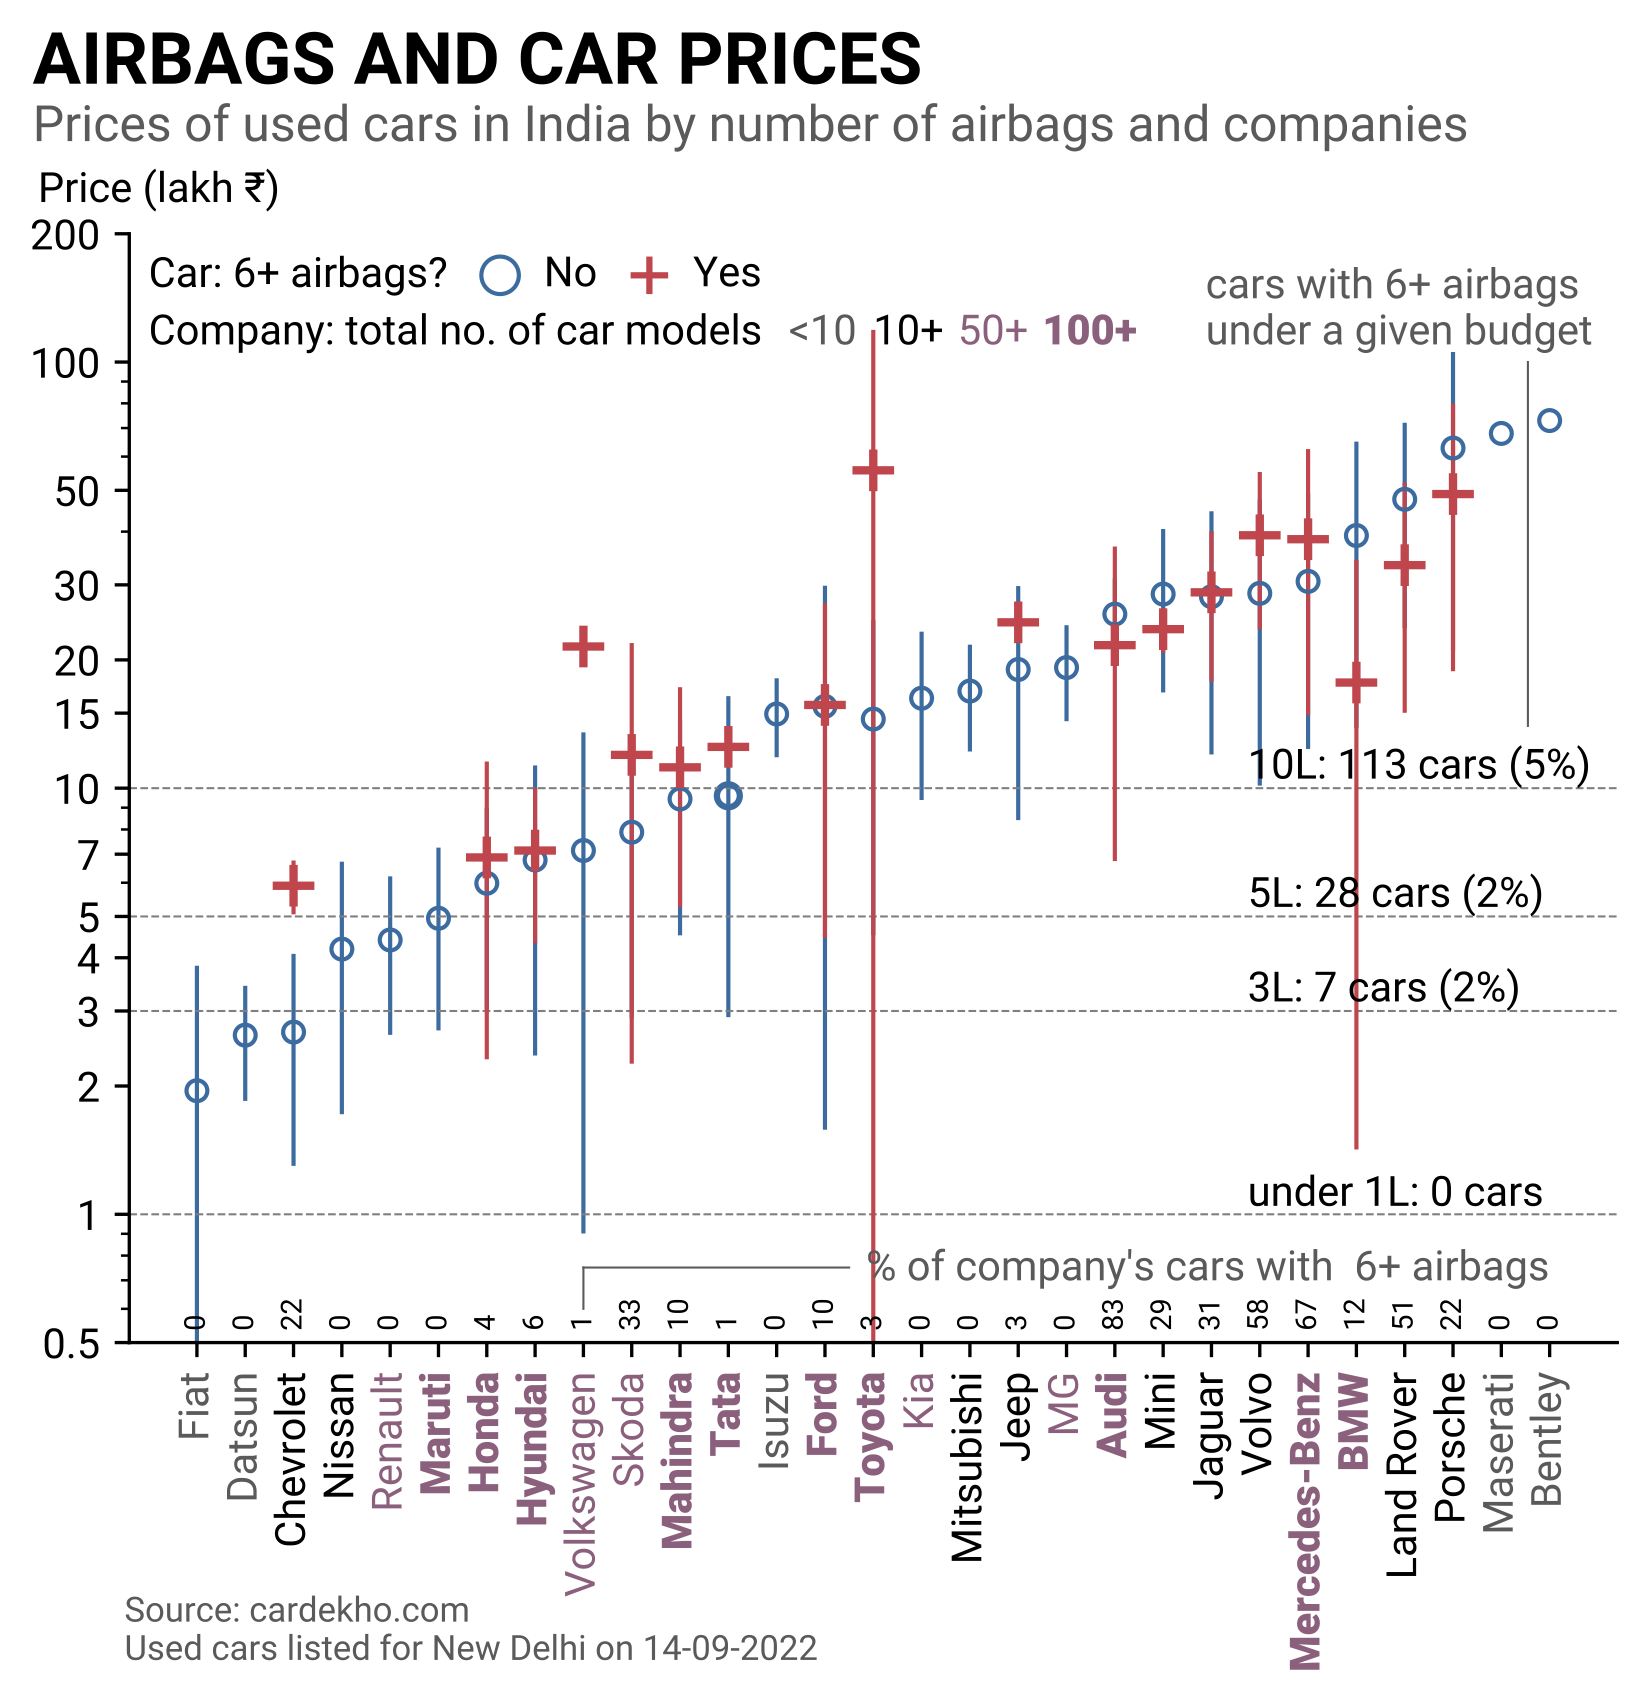 AIRBAGS AND CAR PRICES
Prices of used cars in India by number of airbags and companies
Price (lakh ₹)
200
100
50
30
20
15
10
7
5
4
3
2
1
0.5
Car: 6+ airbags? No Yes
Company: total no. of car models <10 10+ 50+ 100+
cars with 6+ airbags
under a given budget
10L: 113 cars (5%)
5L: 28 cars (2%)
3L: 7 cars (2%)
under 1L: 0 cars
% of company's cars with 6+ airbags
0 0 22 0 0 0 4 6 1 33 10 1 0 10 3 0 0 3 0 83 29 31 58 67 12 51 22 0 0
Fiat
Datsun
Chevrolet
Nissan
Renault
Maruti
Honda
Hyundai
Volkswagen
Skoda
Mahindra
Tata
Isuzu
Ford
Toyota
Kia
Mitsubishi
Jeep
MG
Audi
Mini
Jaguar
Volvo
Mercedes-Benz
BMW
Land Rover
Porsche
Maserati
Bentley
Source: cardekho.com
Used cars listed for New Delhi on 14-09-2022